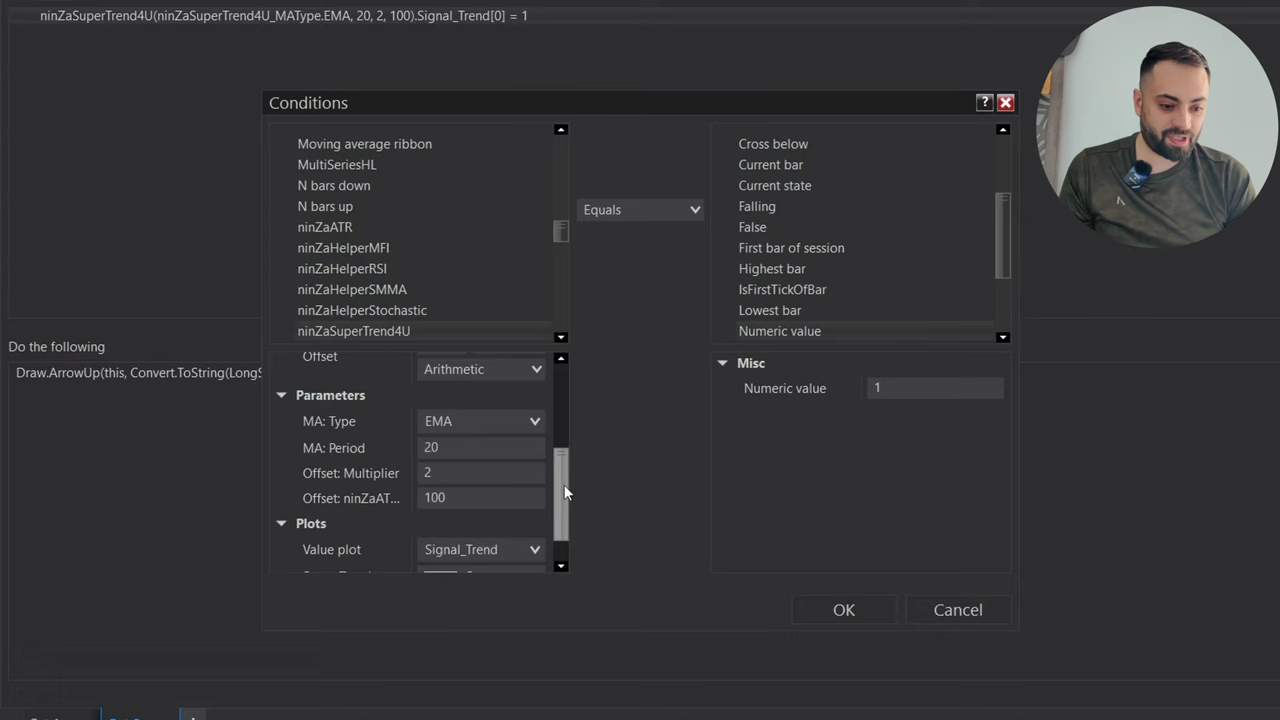 ninZaSuperTrend4U(ninZaSuperTrend4U_MAType.EMA, 20, 2, 100).Signal_Trend[0] = 1
Conditions
?
Moving average ribbon
MultiSeriesHL
N bars down
N bars up
ninZaATR
ninZaHelperMFI
ninZaHelperRSI
ninZaHelperSMMA
ninZaHelperStochastic
ninZaSuperTrend4U
Equals
Cross below
Current bar
Current state
Falling
False
First bar of session
Highest bar
IsFirstTickOfBar
Lowest bar
Numeric value
Do the following
Draw.ArrowUp(this, Convert.ToString(LongS
Offset
Arithmetic
Parameters
MA: Type EMA
MA: Period 20
Offset: Multiplier 2
Offset: ninZaAT... 100
Plots
Value plot Signal_Trend
Misc
Numeric value 1
OK
Cancel